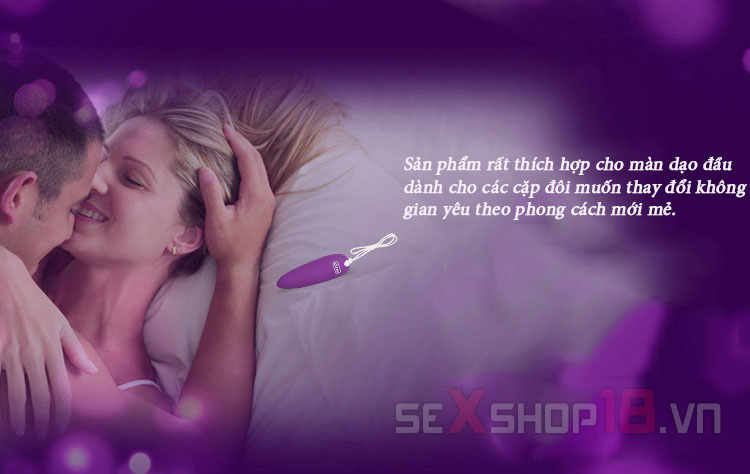 Sản phẩm rất thích hợp cho màn dạo đầu
dành cho các cặp đôi muốn thay đổi không
gian yêu theo phong cách mới mẻ.
seXshop18.vn